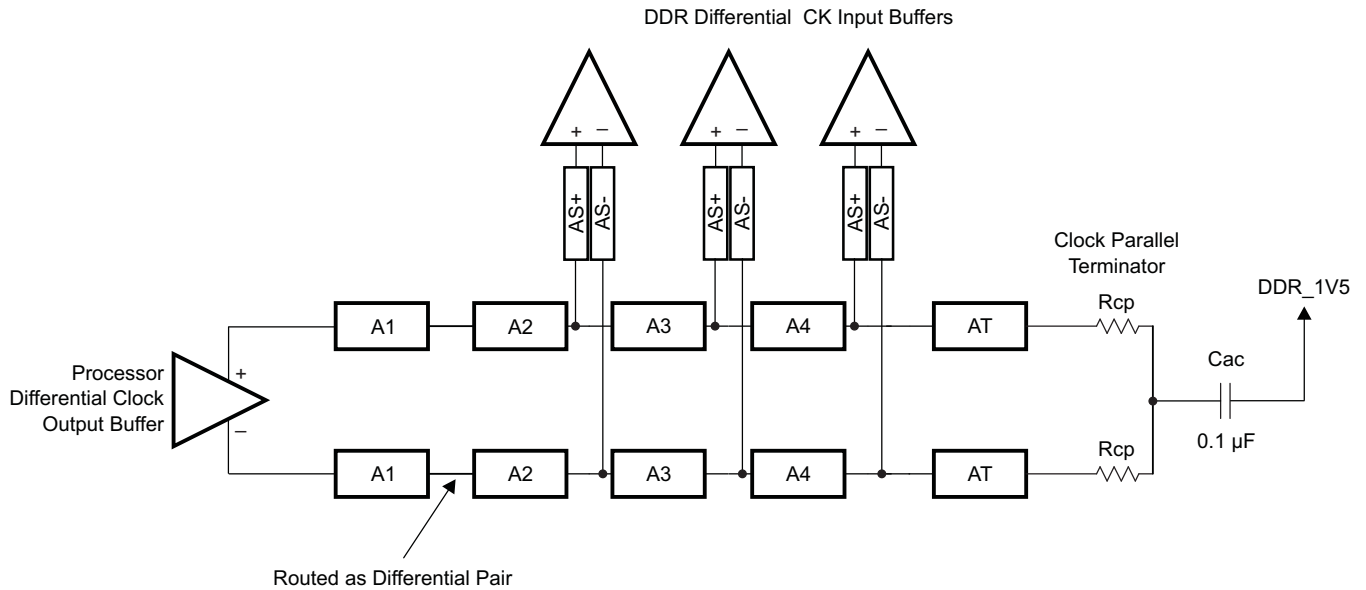 DDR Differential CK Input Buffers
+ – + – + –
AS+ AS- AS+ AS- AS+ AS-
Clock Parallel
Terminator
DDR_1V5
A1 A2 A3 A4 AT Rcp
Processor
Differential Clock
Output Buffer
+
–
Cac
0.1 µF
A1 A2 A3 A4 AT Rcp
Routed as Differential Pair